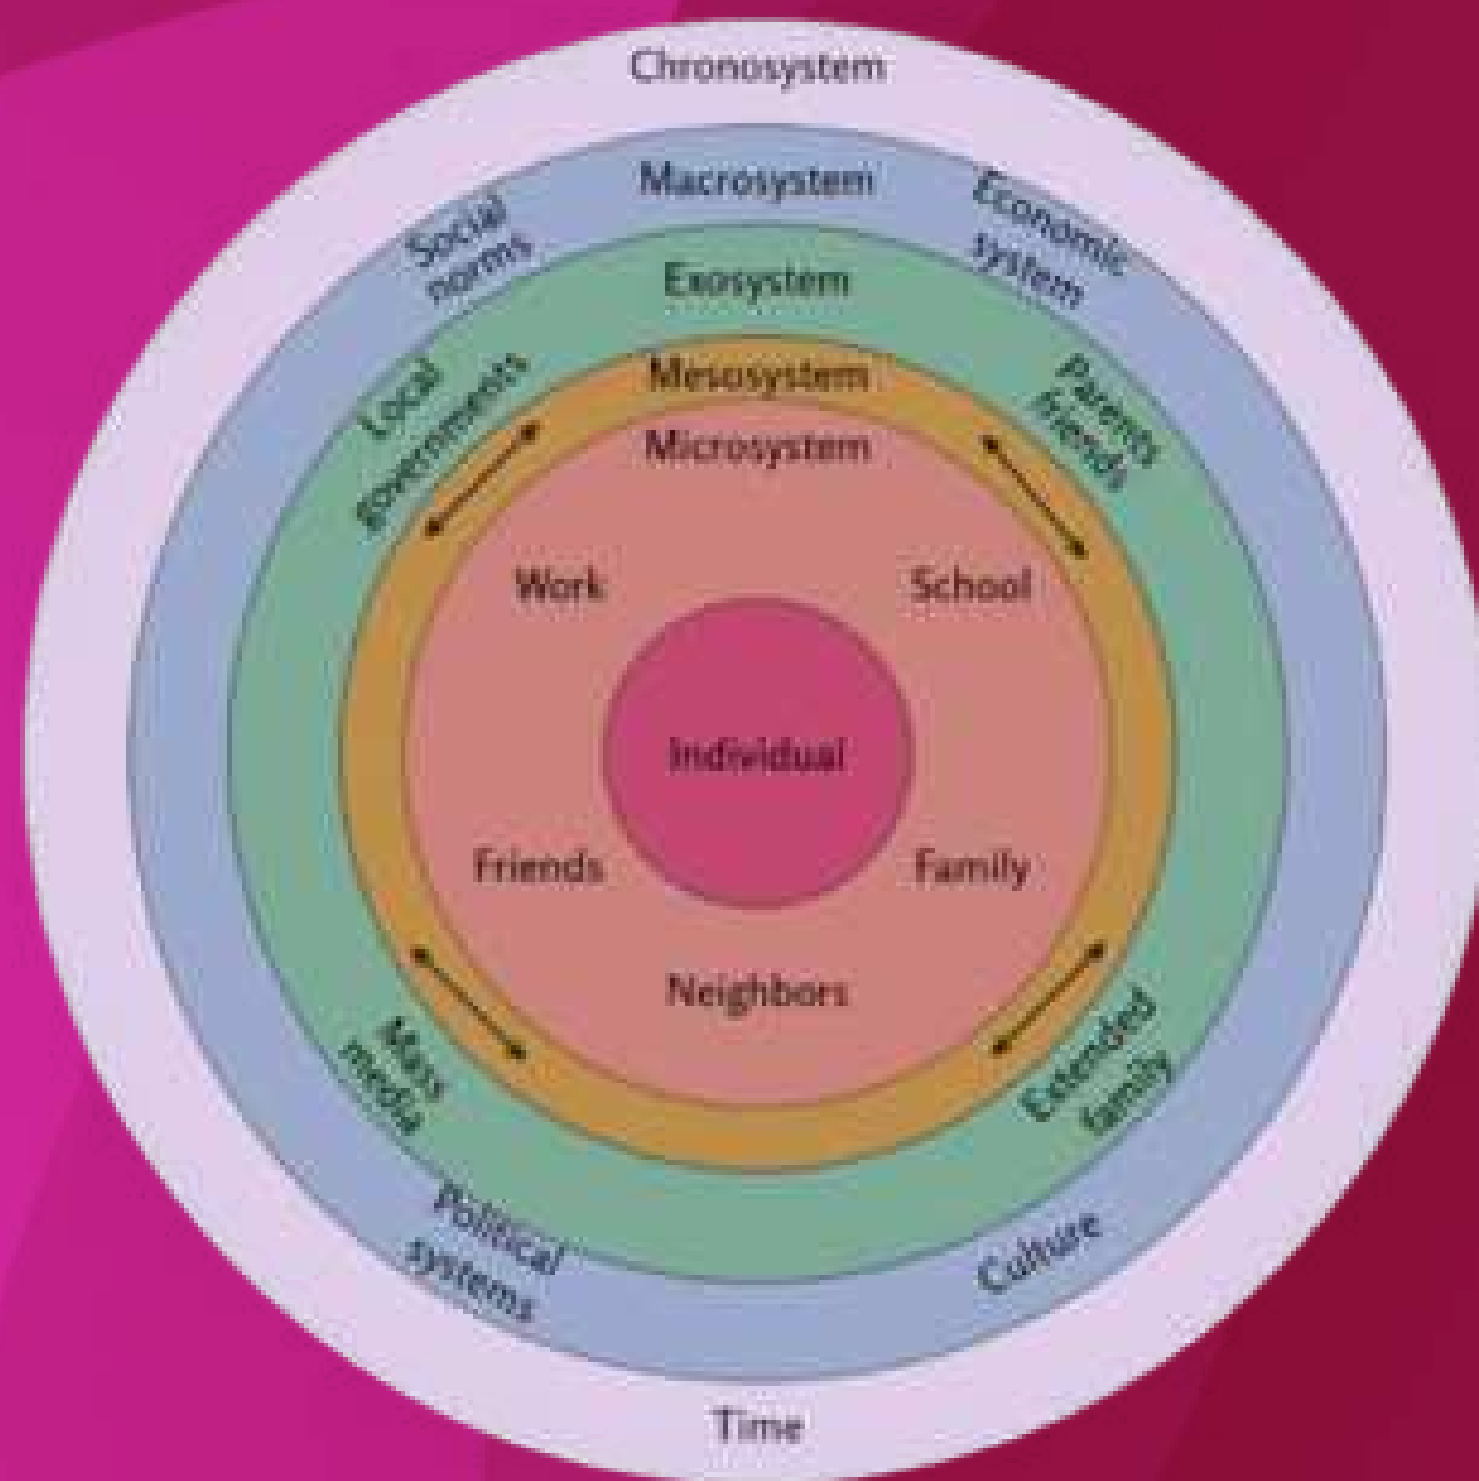 Chronosystem
Macrosystem
Social
norms
Economic
system
Exosystem
Local
governments
Parents
friends
Mesosystem
Microsystem
Work
School
Individual
Friends
Family
Neighbors
Mass
media
Extended
family
Political
systems
Culture
Time